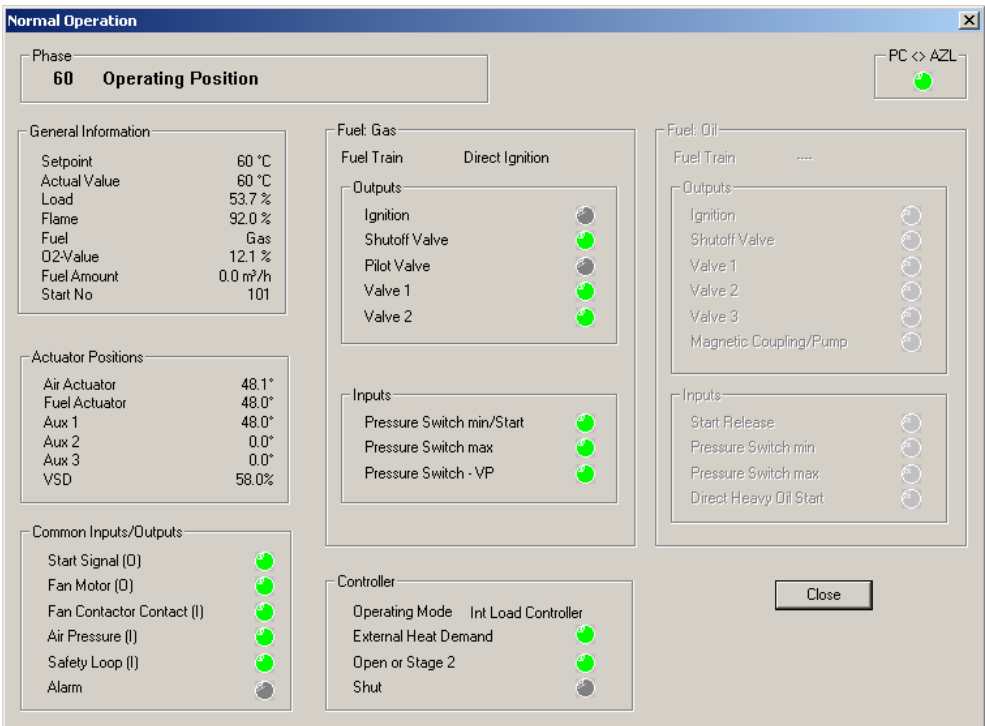 Normal Operation
Phase
60 Operating Position
PC <> AZL
General Information
Setpoint 60 °C
Actual Value 60 °C
Load 53.7 %
Flame 92.0 %
Fuel Gas
O2-Value 12.1 %
Fuel Amount 0.0 m³/h
Start No 101
Actuator Positions
Air Actuator 48.1°
Fuel Actuator 48.0°
Aux 1 48.0°
Aux 2 0.0°
Aux 3 0.0°
VSD 58.0%
Common Inputs/Outputs
Start Signal (O)
Fan Motor (O)
Fan Contactor Contact (I)
Air Pressure (I)
Safety Loop (I)
Alarm
Fuel: Gas
Fuel Train Direct Ignition
Outputs
Ignition
Shutoff Valve
Pilot Valve
Valve 1
Valve 2
Inputs
Pressure Switch min/Start
Pressure Switch max
Pressure Switch - VP
Controller
Operating Mode Int Load Controller
External Heat Demand
Open or Stage 2
Shut
Fuel: Oil
Fuel Train ----
Outputs
Ignition
Shutoff Valve
Valve 1
Valve 2
Valve 3
Magnetic Coupling/Pump
Inputs
Start Release
Pressure Switch min
Pressure Switch max
Direct Heavy Oil Start
Close